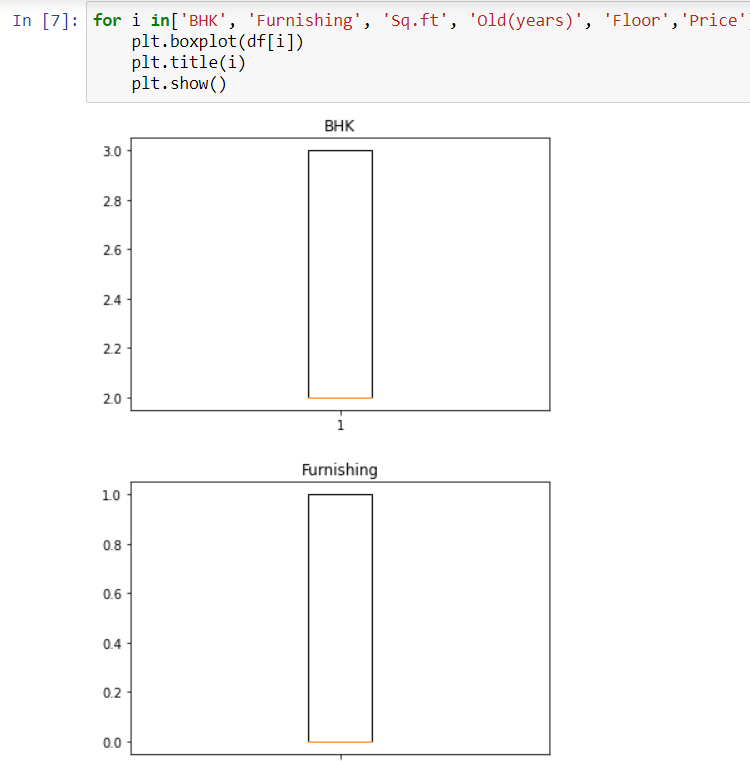 In [7]: for i in['BHK', 'Furnishing', 'Sq.ft', 'Old(years)', 'Floor','Price'
plt.boxplot(df[i])
plt.title(i)
plt.show()
BHK
3.0
2.8
2.6
2.4
2.2
2.0
1
Furnishing
1.0
0.8
0.6
0.4
0.2
0.0